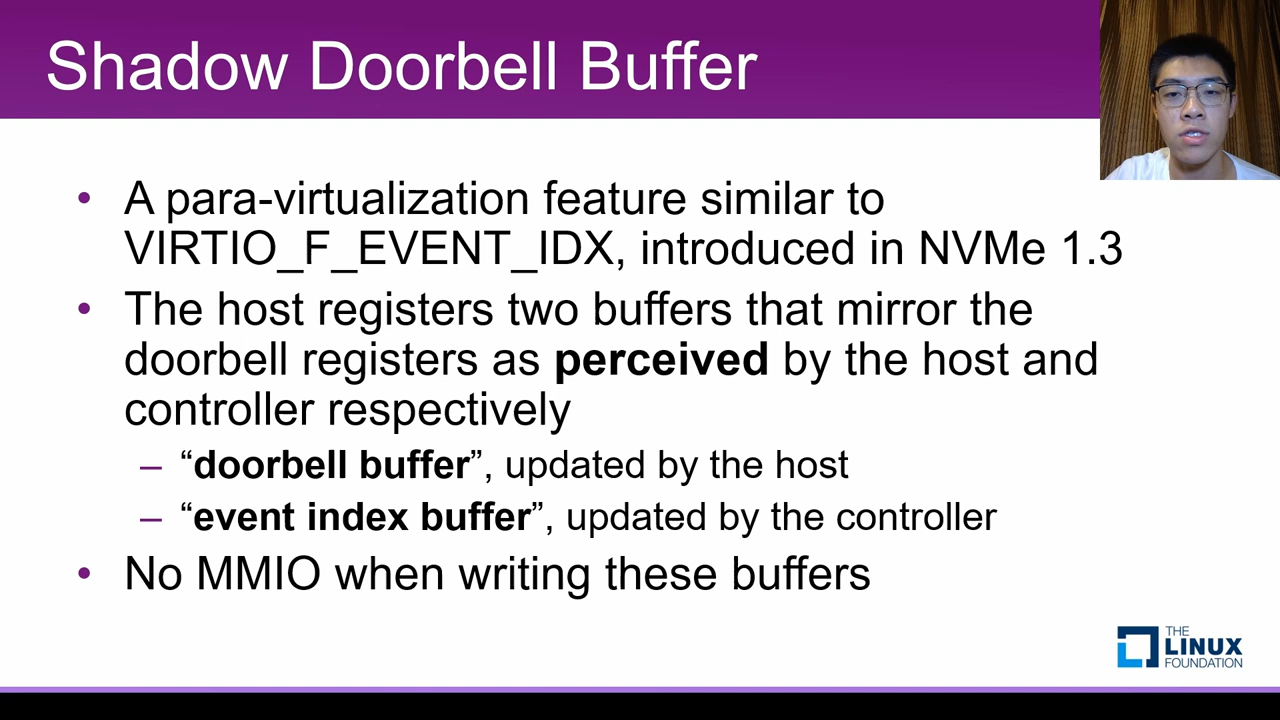 Shadow Doorbell Buffer
• A para-virtualization feature similar to
VIRTIO_F_EVENT_IDX, introduced in NVMe 1.3
• The host registers two buffers that mirror the
doorbell registers as perceived by the host and
controller respectively
– “doorbell buffer”, updated by the host
– “event index buffer”, updated by the controller
• No MMIO when writing these buffers
THE
LINUX
FOUNDATION